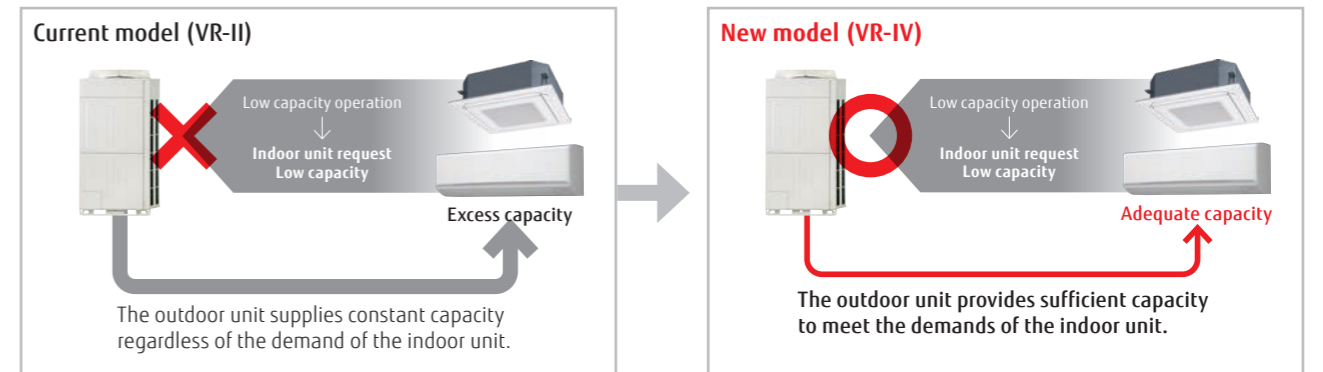 Current model (VR-II)
Low capacity operation
↓
Indoor unit request
Low capacity
Excess capacity
The outdoor unit supplies constant capacity
regardless of the demand of the indoor unit.
New model (VR-IV)
Low capacity operation
↓
Indoor unit request
Low capacity
Adequate capacity
The outdoor unit provides sufficient capacity
to meet the demands of the indoor unit.